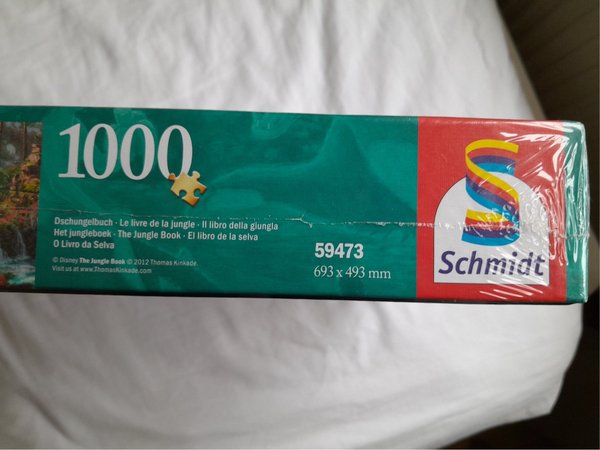 1000
Dschungelbuch · Le livre de la jungle · Il libro della giungla
Het jungleboek · The Jungle Book · El libro de la selva
O Livro da Selva
© Disney The Jungle Book © 2012 Thomas Kinkade.
Visit us at www.ThomasKinkade.com
59473
693 x 493 mm
Schmidt